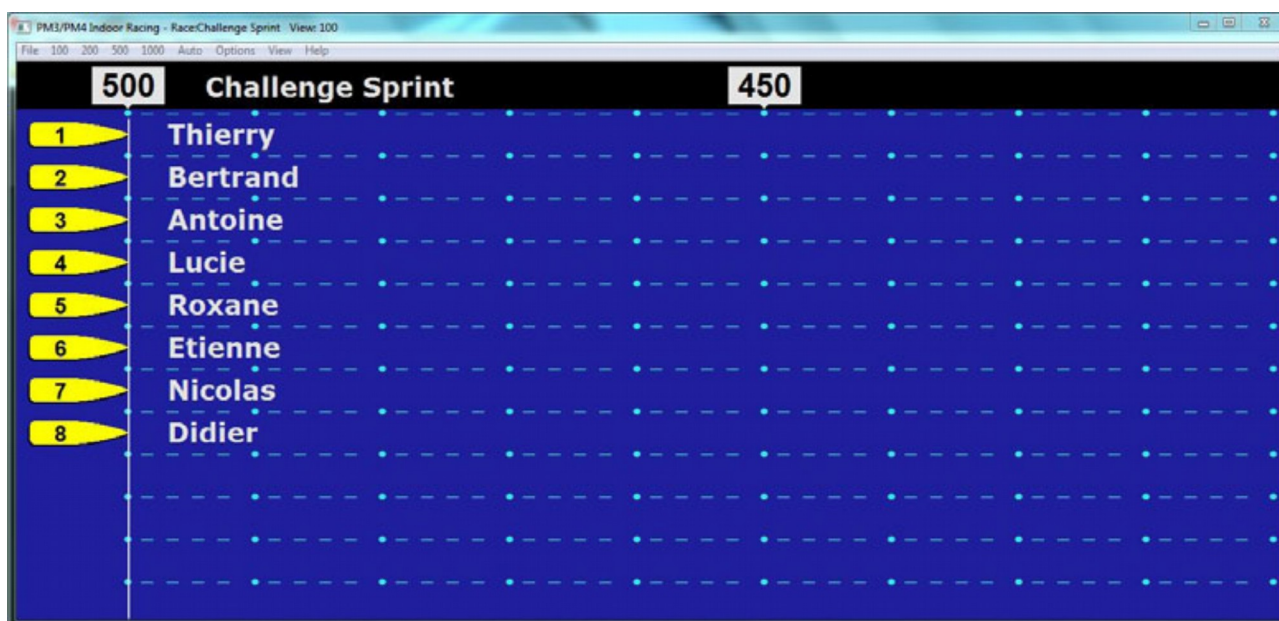 PM3/PM4 Indoor Racing - Race:Challenge Sprint View: 100
File 100 200 500 1000 Auto Options View Help
500 Challenge Sprint 450
1 Thierry
2 Bertrand
3 Antoine
4 Lucie
5 Roxane
6 Etienne
7 Nicolas
8 Didier